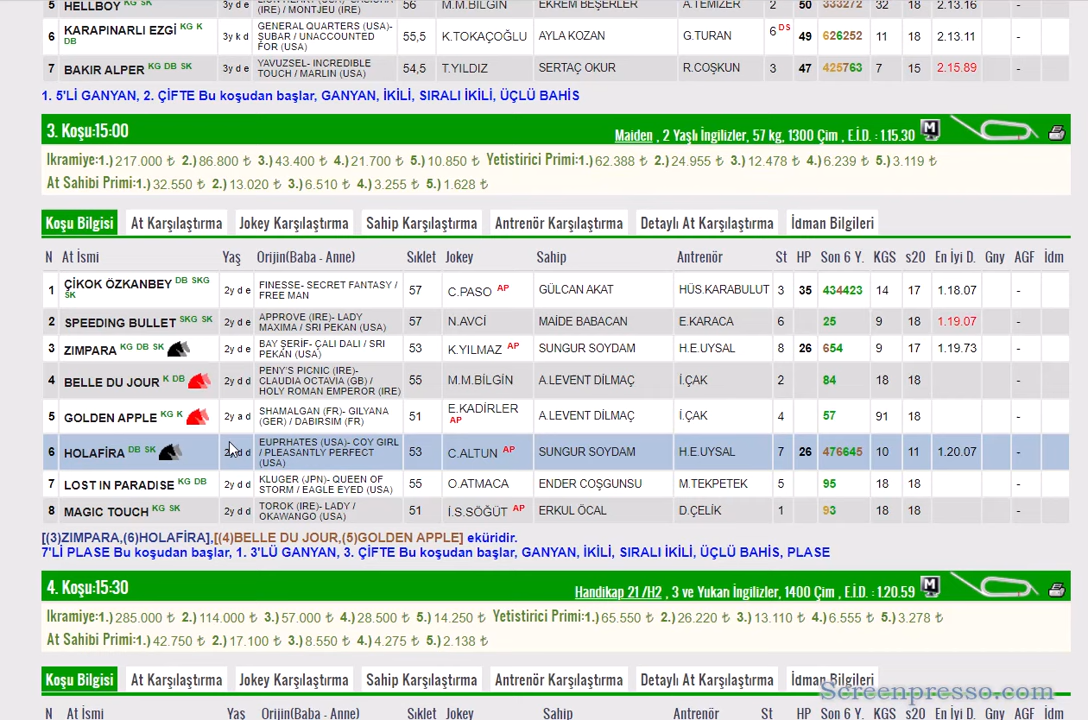 5 HELLBOY KG SK 3y d e (IRE) / MONTJEU (IRE) 56 M.M.BİLGİN EKREM BEŞERLER A.TEMİZER 2 50 333272 32 18 2.13.16 -
6 KARAPINARLI EZGİ KG K DB 3y k d GENERAL QUARTERS (USA)- SUBAR / UNACCOUNTED FOR (USA) 55,5 K.TOKAÇOĞLU AYLA KOZAN G.TURAN 6 DS 49 626252 11 18 2.13.11 -
7 BAKIR ALPER KG DB SK 3y d e YAVUZSEL- INCREDIBLE TOUCH / MARLIN (USA) 54,5 T.YILDIZ SERTAÇ OKUR R.COŞKUN 3 47 425763 7 15 2.15.89 -
1. 5'Lİ GANYAN, 2. ÇİFTE Bu koşudan başlar, GANYAN, İKİLİ, SIRALI İKİLİ, ÜÇLÜ BAHİS
3. Koşu:15:00 Maiden , 2 Yaşlı İngilizler, 57 kg, 1300 Çim , E.İ.D. : 1.15.30 M
Ikramiye:1.) 217.000 ₺ 2.) 86.800 ₺ 3.) 43.400 ₺ 4.) 21.700 ₺ 5.) 10.850 ₺ Yetistirici Primi:1.) 62.388 ₺ 2.) 24.955 ₺ 3.) 12.478 ₺ 4.) 6.239 ₺ 5.) 3.119 ₺
At Sahibi Primi:1.) 32.550 ₺ 2.) 13.020 ₺ 3.) 6.510 ₺ 4.) 3.255 ₺ 5.) 1.628 ₺
Koşu Bilgisi At Karşılaştırma Jokey Karşılaştırma Sahip Karşılaştırma Antrenör Karşılaştırma Detaylı At Karşılaştırma İdman Bilgileri
N At İsmi Yaş Orijin(Baba - Anne) Sıklet Jokey Sahip Antrenör St HP Son 6 Y. KGS s20 En İyi D. Gny AGF İdm
1 ÇİKOK ÖZKANBEY DB SKG SK 2y d e FINESSE- SECRET FANTASY / FREE MAN 57 C.PASO AP GÜLCAN AKAT HÜS.KARABULUT 3 35 434423 14 17 1.18.07 -
2 SPEEDING BULLET SKG SK 2y d e APPROVE (IRE)- LADY MAXIMA / SRI PEKAN (USA) 57 N.AVCİ MAİDE BABACAN E.KARACA 6 25 9 18 1.19.07 -
3 ZIMPARA KG DB SK 2y d e BAY ŞERİF- ÇALI DALI / SRI PEKAN (USA) 53 K.YILMAZ AP SUNGUR SOYDAM H.E.UYSAL 8 26 654 9 17 1.19.73 -
4 BELLE DU JOUR K DB 2y d d PENY'S PICNIC (IRE)- CLAUDIA OCTAVIA (GB) / HOLY ROMAN EMPEROR (IRE) 55 M.M.BİLGİN A.LEVENT DİLMAÇ İ.ÇAK 2 84 18 18 -
5 GOLDEN APPLE KG K 2y a d SHAMALGAN (FR)- GILYANA (GER) / DABIRSIM (FR) 51 E.KADİRLER AP A.LEVENT DİLMAÇ İ.ÇAK 4 57 91 18 -
6 HOLAFİRA DB SK d d EUPRHATES (USA)- COY GIRL / PLEASANTLY PERFECT (USA) 53 C.ALTUN AP SUNGUR SOYDAM H.E.UYSAL 7 26 476645 10 11 1.20.07 -
7 LOST IN PARADISE KG DB 2y d d KLUGER (JPN)- QUEEN OF STORM / EAGLE EYED (USA) 55 O.ATMACA ENDER COŞGUNSU M.TEKPETEK 5 95 18 18 -
8 MAGIC TOUCH KG SK 2y d d TOROK (IRE)- LADY / OKAWANGO (USA) 51 İ.S.SÖĞÜT AP ERKUL ÖCAL D.ÇELİK 1 93 18 18 -
[(3)ZIMPARA,(6)HOLAFİRA],[(4)BELLE DU JOUR,(5)GOLDEN APPLE] eküridir.
7'Lİ PLASE Bu koşudan başlar, 1. 3'LÜ GANYAN, 3. ÇİFTE Bu koşudan başlar, GANYAN, İKİLİ, SIRALI İKİLİ, ÜÇLÜ BAHİS, PLASE
4. Koşu:15:30 Handikap 21 /H2 , 3 ve Yukarı İngilizler, 1400 Çim , E.İ.D. : 1.20.59 M
Ikramiye:1.) 285.000 ₺ 2.) 114.000 ₺ 3.) 57.000 ₺ 4.) 28.500 ₺ 5.) 14.250 ₺ Yetistirici Primi:1.) 65.550 ₺ 2.) 26.220 ₺ 3.) 13.110 ₺ 4.) 6.555 ₺ 5.) 3.278 ₺
At Sahibi Primi:1.) 42.750 ₺ 2.) 17.100 ₺ 3.) 8.550 ₺ 4.) 4.275 ₺ 5.) 2.138 ₺
Koşu Bilgisi At Karşılaştırma Jokey Karşılaştırma Sahip Karşılaştırma Antrenör Karşılaştırma Detaylı At Karşılaştırma İdman Bilgileri
Screenpresso.com
N At İsmi Yaş Orijin(Baba - Anne) Sıklet Jokey Sahip Antrenör St HP Son 6 Y. KGS s20 En İyi D. Gny AGF İdm